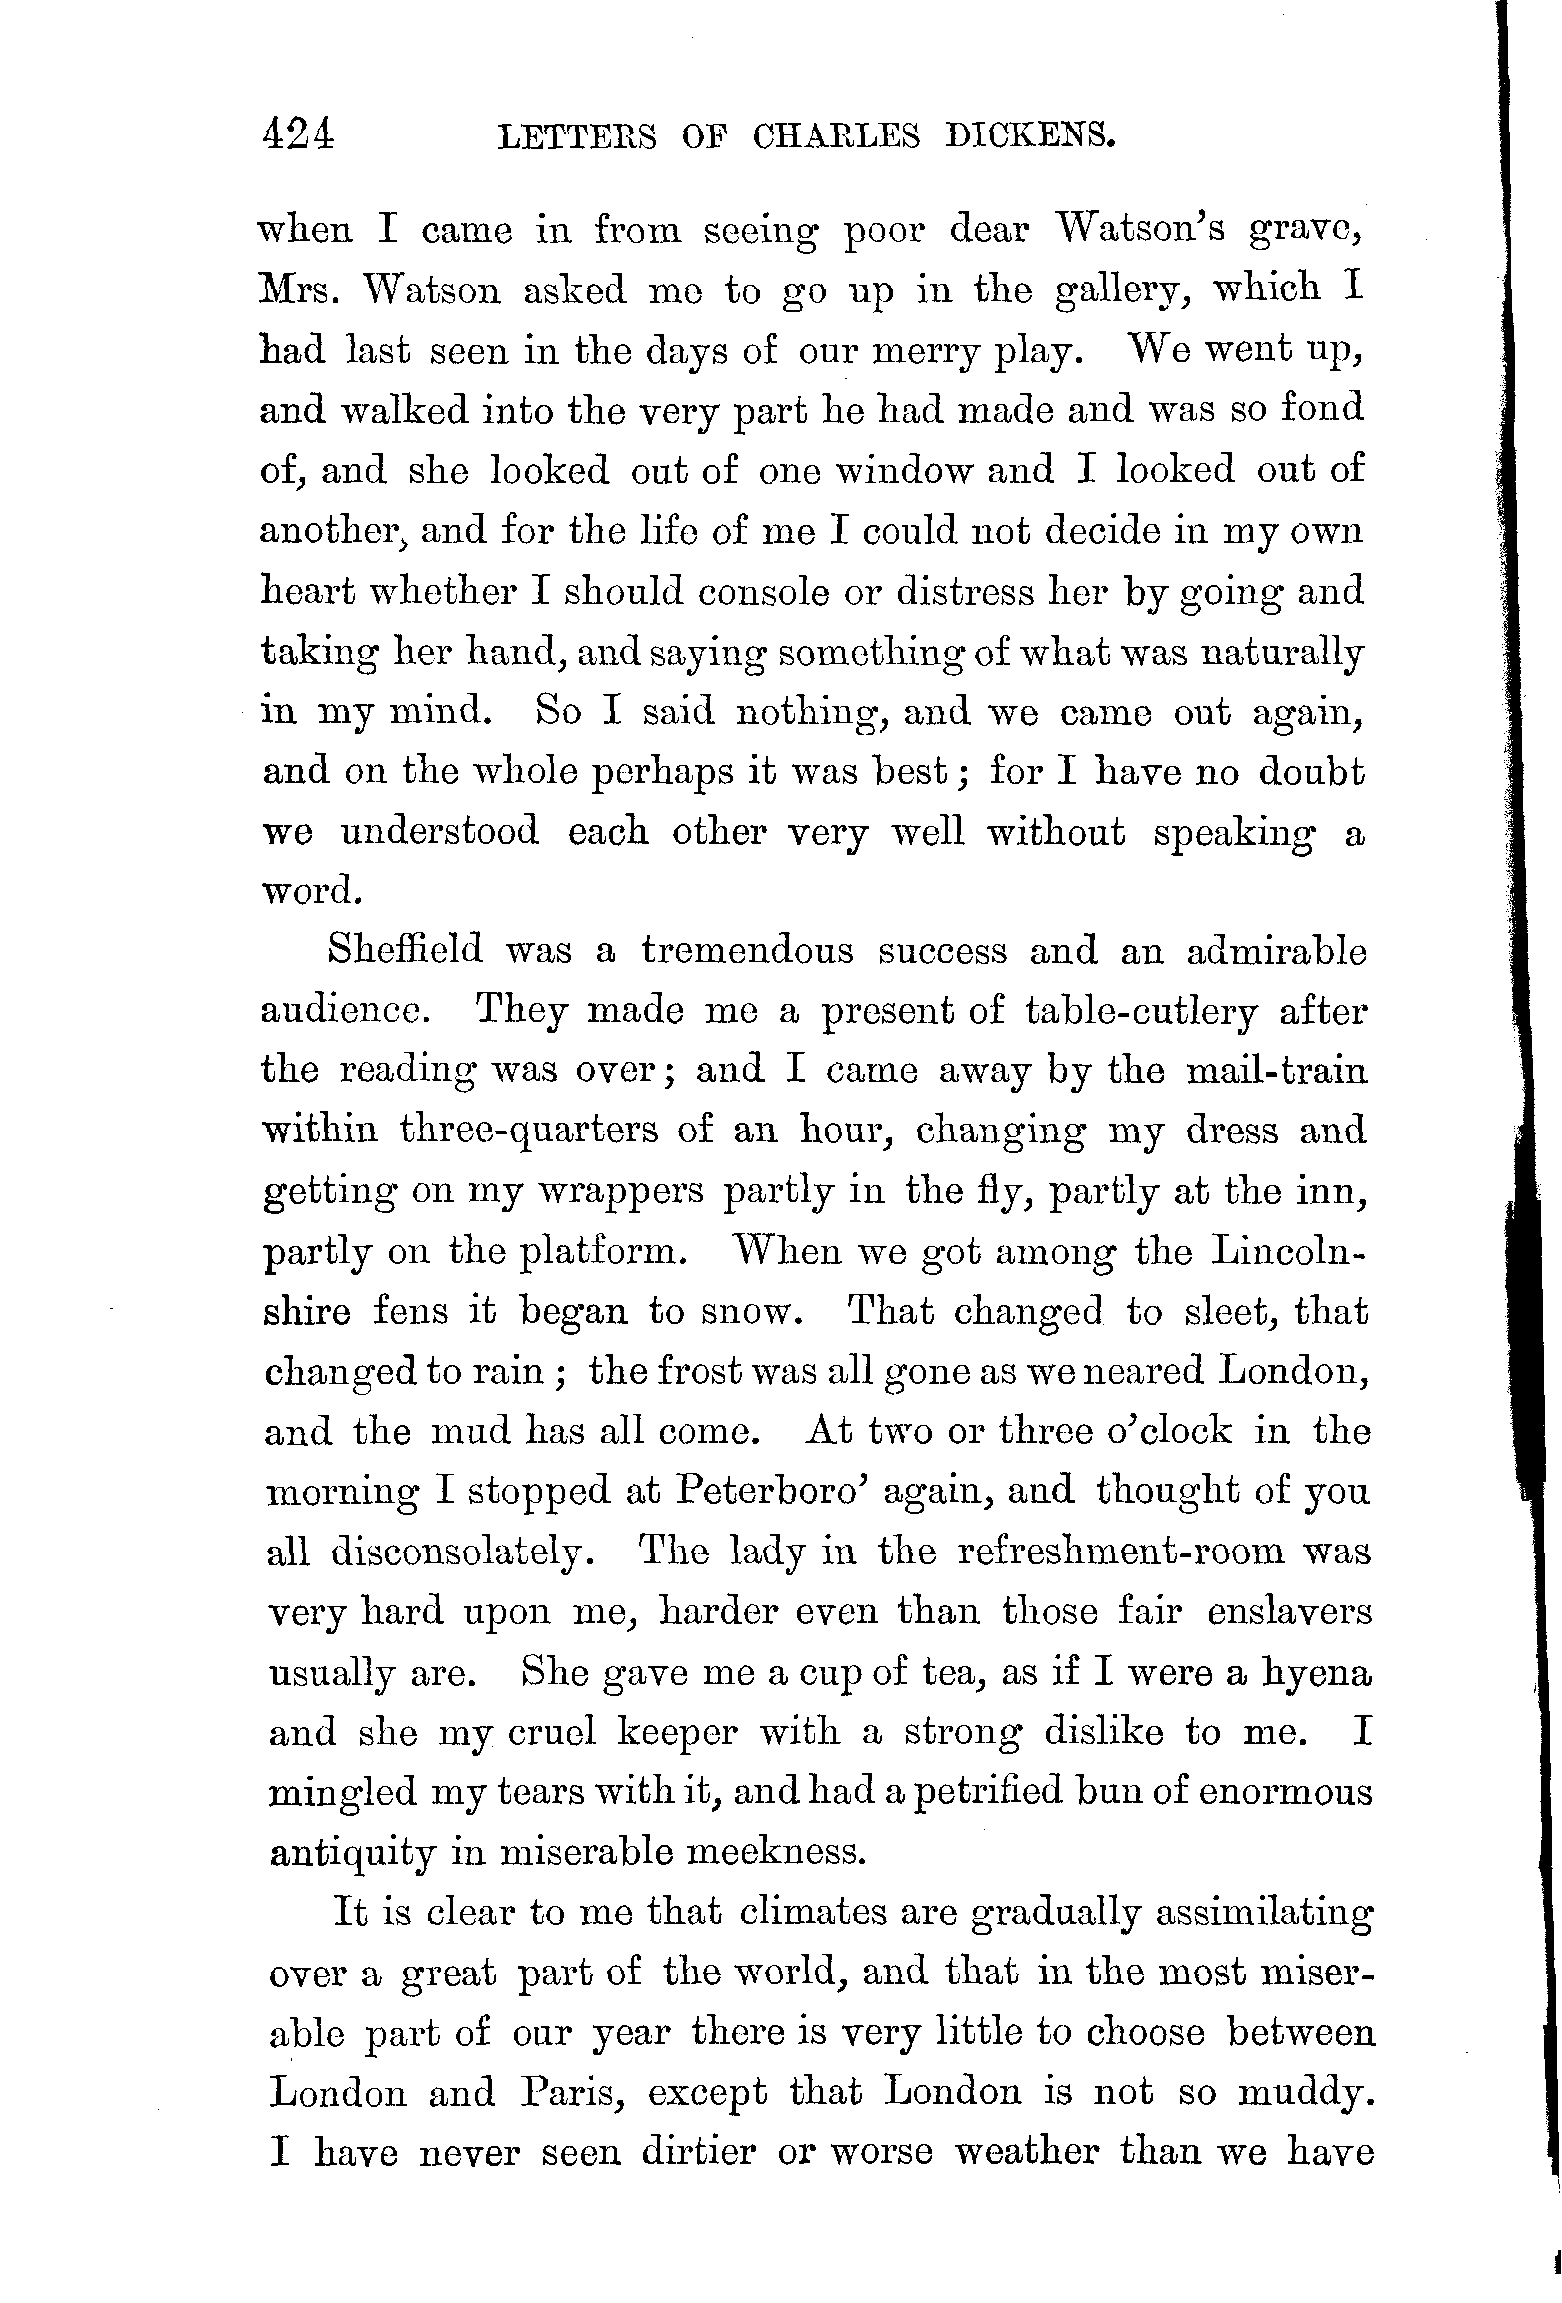 424 LETTERS OF CHARLES DICKENS.
when I came in from seeing poor dear Watson's grave,
Mrs. Watson asked me to go up in the gallery, which I
had last seen in the days of our merry play. We went up,
and walked into the very part he had made and was so fond
of, and she looked out of one window and I looked out of
another, and for the life of me I could not decide in my own
heart whether I should console or distress her by going and
taking her hand, and saying something of what was naturally
in my mind. So I said nothing, and we came out again,
and on the whole perhaps it was best; for I have no doubt
we understood each other very well without speaking a
word.
Sheffield was a tremendous success and an admirable
audience. They made me a present of table-cutlery after
the reading was over; and I came away by the mail-train
within three-quarters of an hour, changing my dress and
getting on my wrappers partly in the fly, partly at the inn,
partly on the platform. When we got among the Lincoln-
shire fens it began to snow. That changed to sleet, that
changed to rain; the frost was all gone as we neared London,
and the mud has all come. At two or three o'clock in the
morning I stopped at Peterboro' again, and thought of you
all disconsolately. The lady in the refreshment-room was
very hard upon me, harder even than those fair enslavers
usually are. She gave me a cup of tea, as if I were a hyena
and she my cruel keeper with a strong dislike to me. I
mingled my tears with it, and had a petrified bun of enormous
antiquity in miserable meekness.
It is clear to me that climates are gradually assimilating
over a great part of the world, and that in the most miser-
able part of our year there is very little to choose between
London and Paris, except that London is not so muddy.
I have never seen dirtier or worse weather than we have